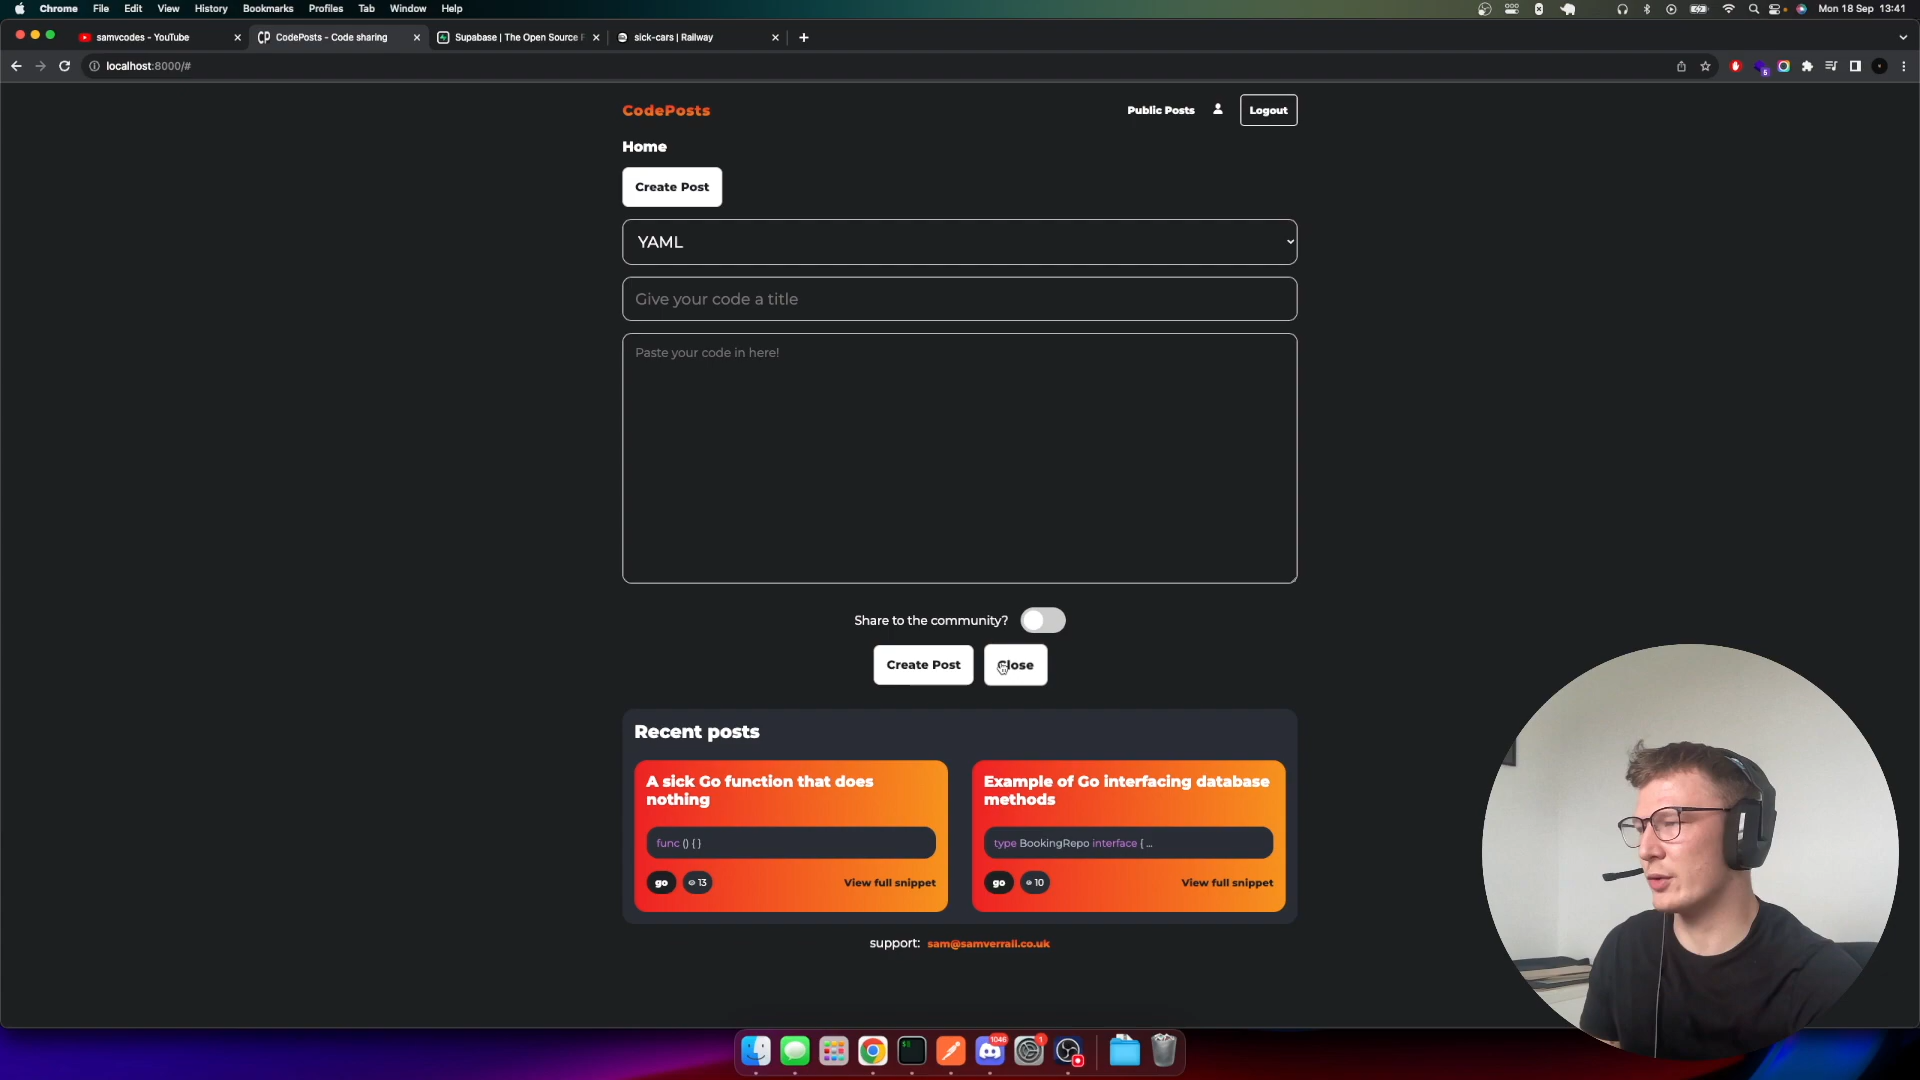 Chrome File Edit View History Bookmarks Profiles Tab Window Help Mon 18 Sep 13:41
samvcodes - YouTube CodePosts - Code sharing Supabase | The Open Source F sick-cars | Railway
localhost:8000/#
CodePosts Public Posts Logout
Home
Create Post
YAML
Give your code a title
Paste your code in here!
Share to the community?
Create Post Close
Recent posts
A sick Go function that does
nothing
func () { }
go 13 View full snippet
Example of Go interfacing database
methods
type BookingRepo interface { ...
go 10 View full snippet
support: sam@samverrall.co.uk
1046
1